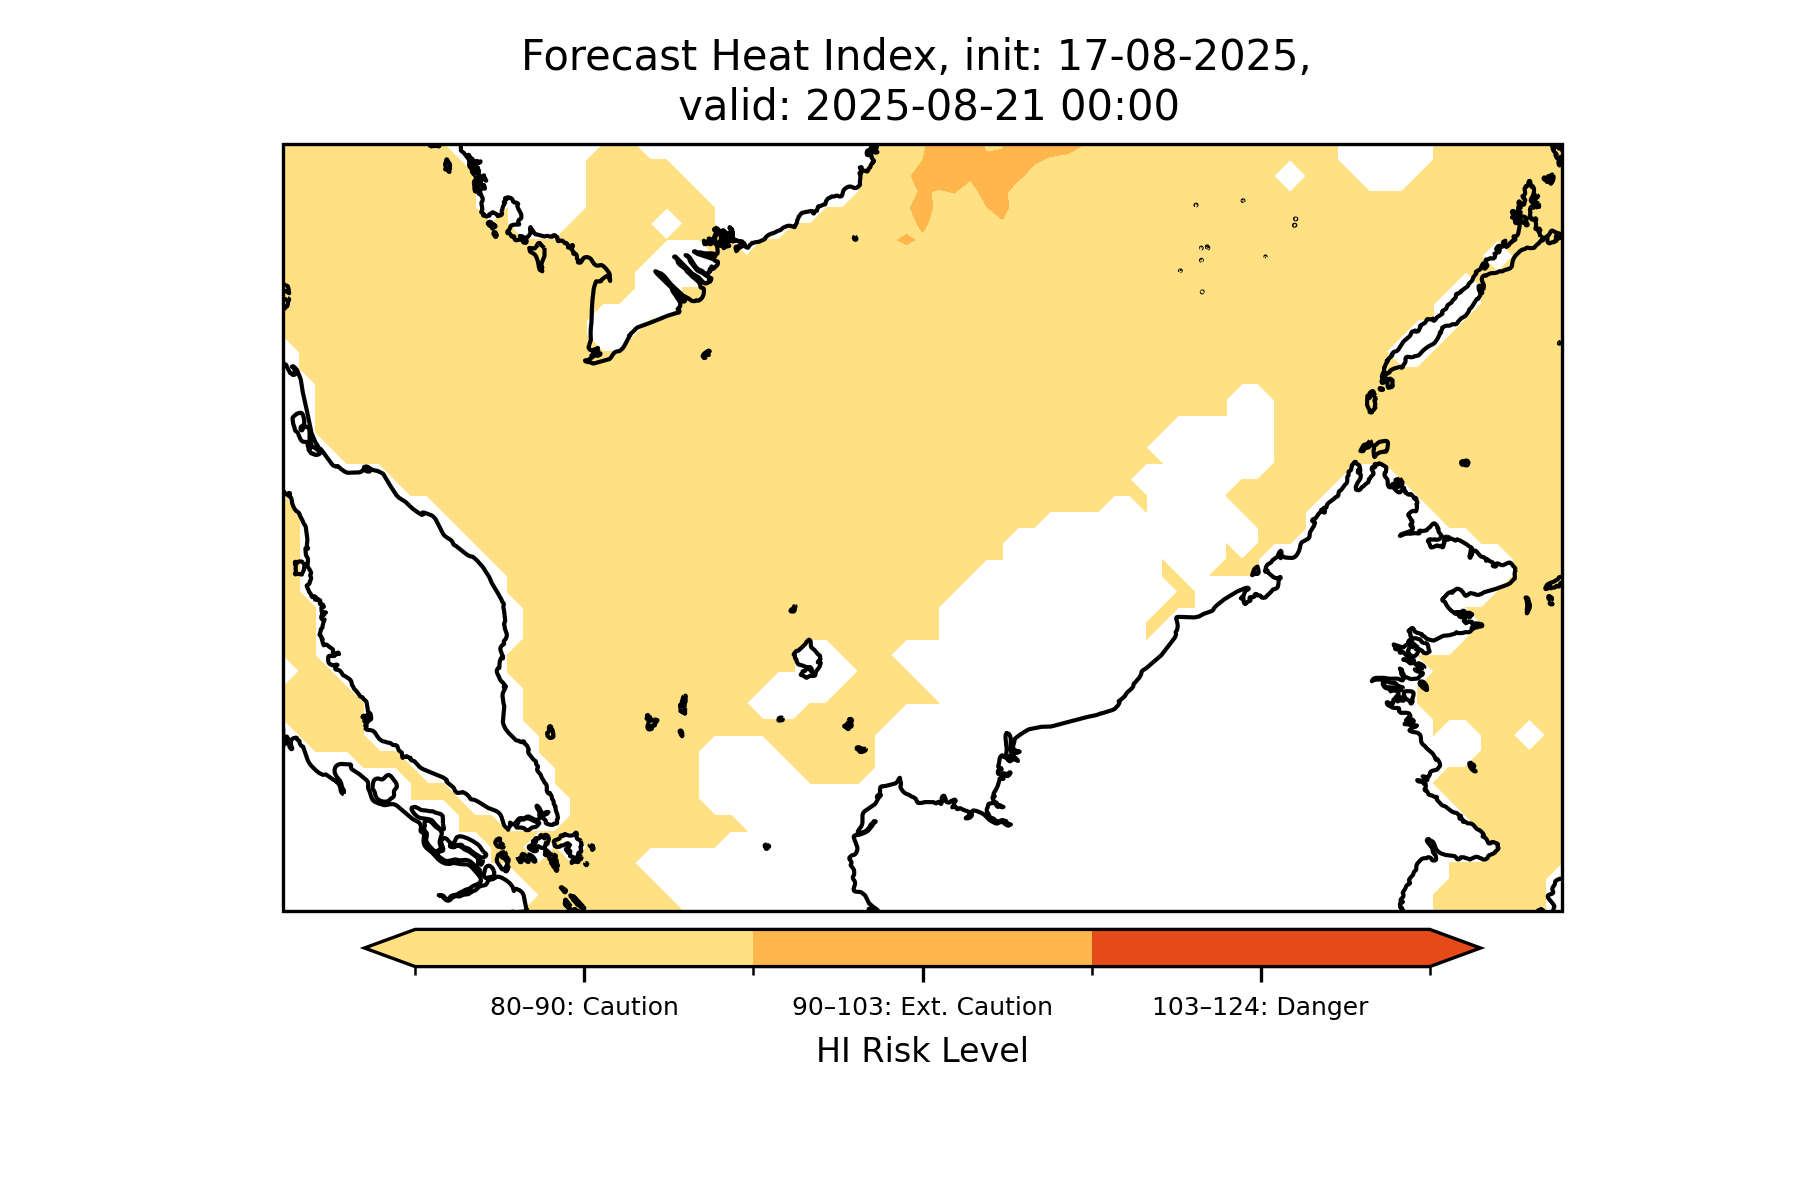 Forecast Heat Index, init: 17-08-2025,
valid: 2025-08-21 00:00
80–90: Caution
90–103: Ext. Caution
103–124: Danger
HI Risk Level